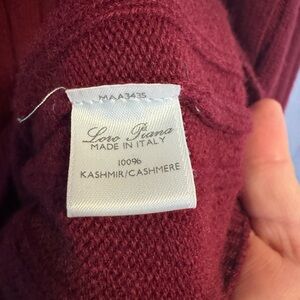 MAA3435
Loro Piana
MADE IN ITALY
100%
KASHMIR/CASHMERE